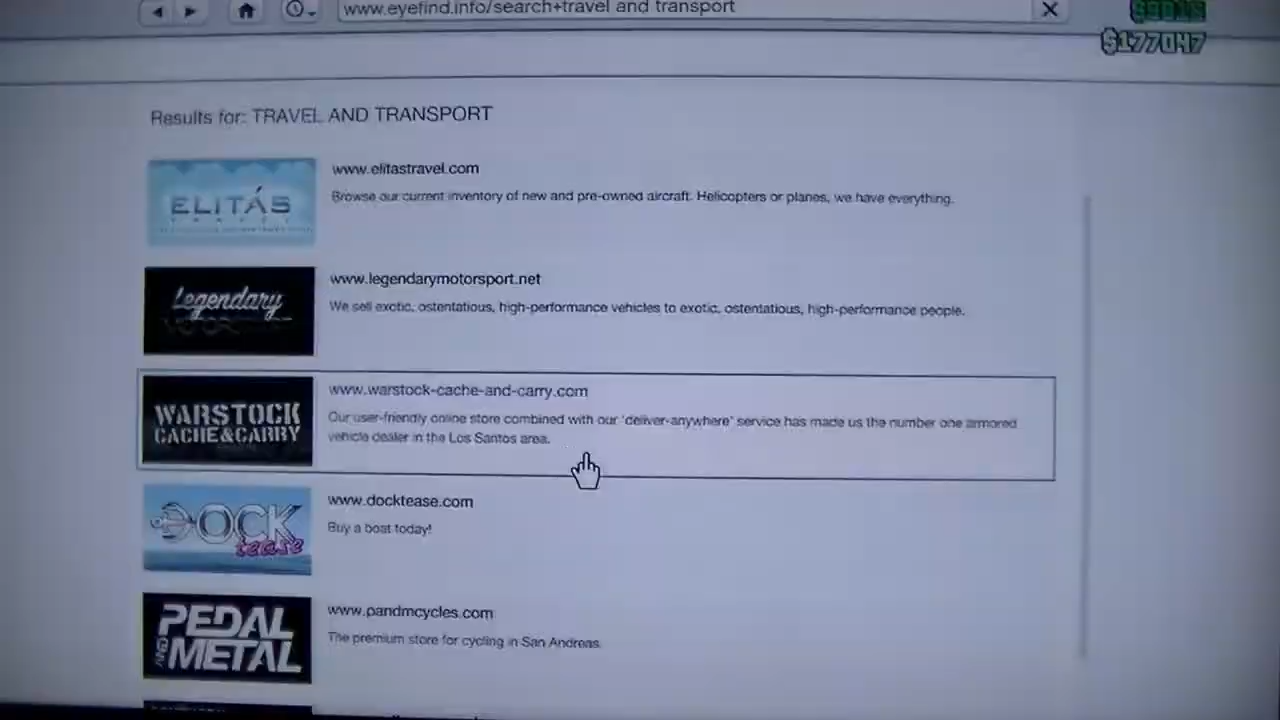 www.eyefind.info/search+travel and transport
$177047
Results for: TRAVEL AND TRANSPORT
ELITÁS
www.elitastravel.com
Browse our current inventory of new and pre-owned aircraft. Helicopters or planes, we have everything.
Legendary
www.legendarymotorsport.net
We sell exotic, ostentatious, high-performance vehicles to exotic, ostentatious, high-performance people.
WARSTOCK
CACHE&CARRY
www.warstock-cache-and-carry.com
Our user-friendly online store combined with our 'deliver-anywhere' service has made us the number one armored
vehicle dealer in the Los Santos area.
DOCK
tease
www.docktease.com
Buy a boat today!
PEDAL
AND METAL
www.pandmcycles.com
The premium store for cycling in San Andreas.